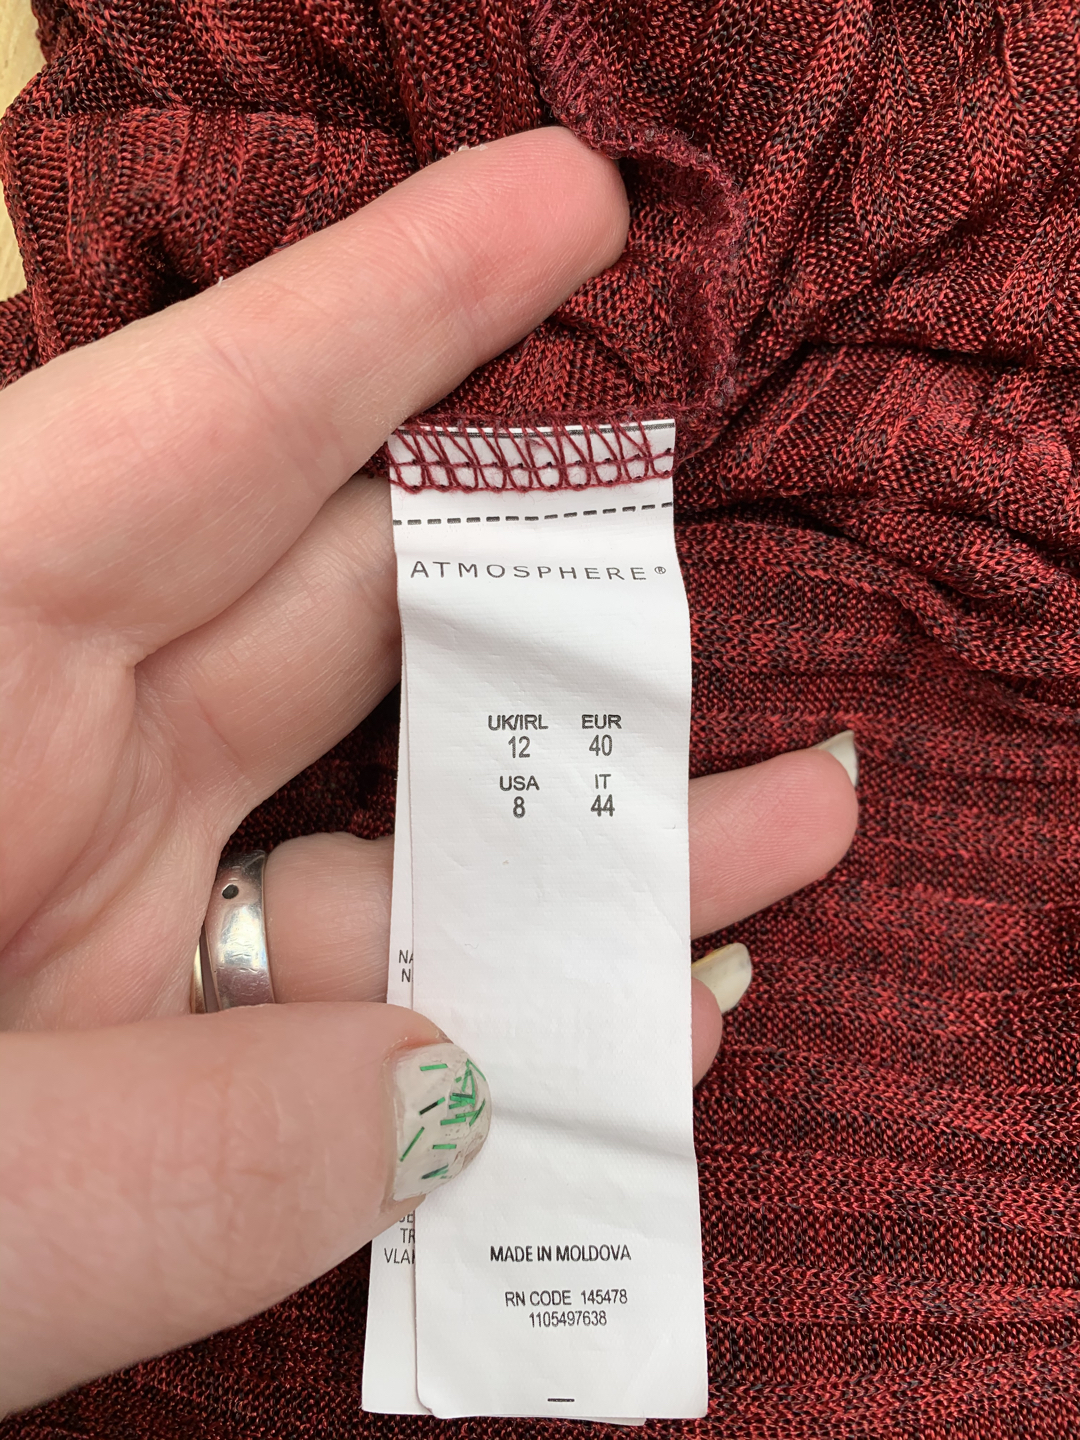 ATMOSPHERE®
UK/IRL EUR
12 40
USA IT
8 44
MADE IN MOLDOVA
RN CODE 145478
1105497638